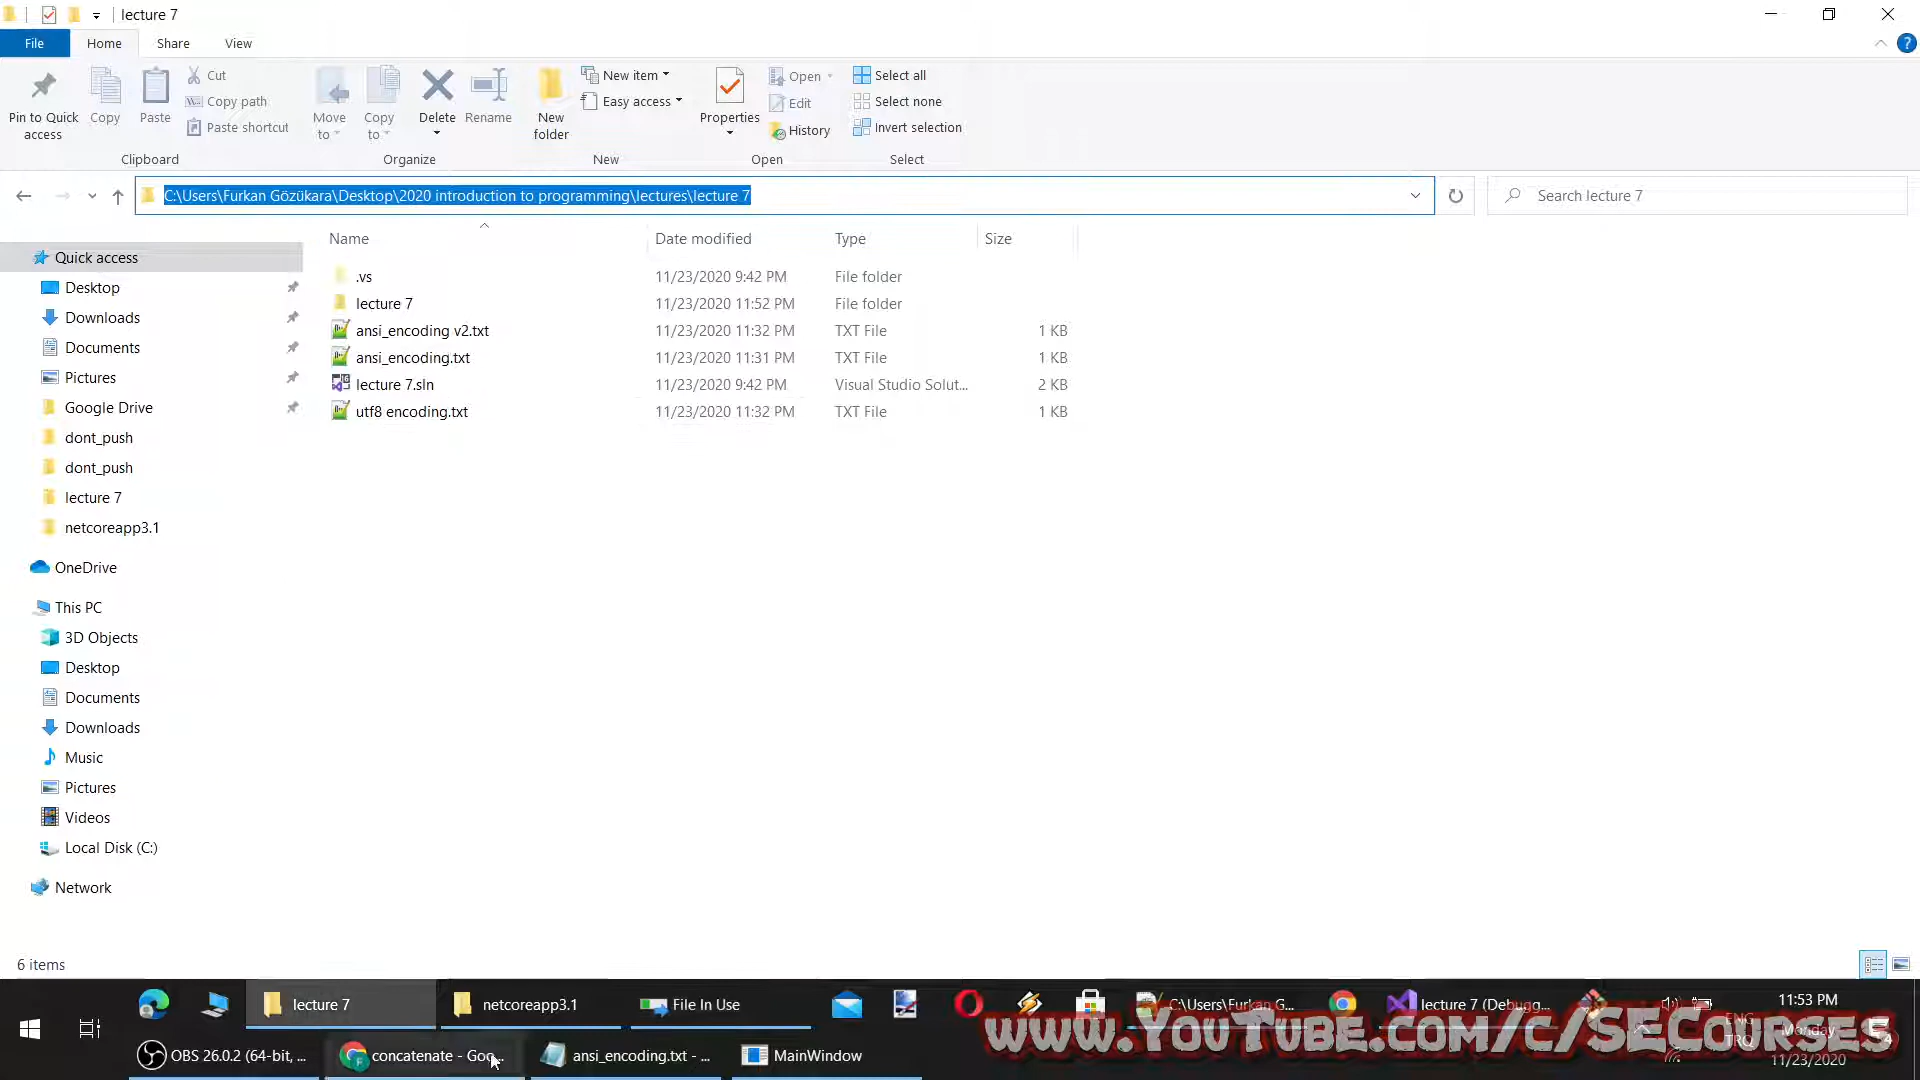 lecture 7
File
Home
Share
View
Pin to Quick access
Copy
Paste
Cut
Copy path
Paste shortcut
Clipboard
Move to
Copy to
Delete
Rename
Organize
New folder
New item
Easy access
New
Properties
Open
Edit
History
Open
Select all
Select none
Invert selection
Select
C:\Users\Furkan Gözükara\Desktop\2020 introduction to programming\lectures\lecture 7
Search lecture 7
Name Date modified Type Size
.vs 11/23/2020 9:42 PM File folder
lecture 7 11/23/2020 11:52 PM File folder
ansi_encoding v2.txt 11/23/2020 11:32 PM TXT File 1 KB
ansi_encoding.txt 11/23/2020 11:31 PM TXT File 1 KB
lecture 7.sln 11/23/2020 9:42 PM Visual Studio Solut... 2 KB
utf8 encoding.txt 11/23/2020 11:32 PM TXT File 1 KB
Quick access
Desktop
Downloads
Documents
Pictures
Google Drive
dont_push
dont_push
lecture 7
netcoreapp3.1
OneDrive
This PC
3D Objects
Desktop
Documents
Downloads
Music
Pictures
Videos
Local Disk (C:)
Network
6 items
lecture 7
netcoreapp3.1
File In Use
C:\Users\Furkan G...
lecture 7 (Debugg...
11:53 PM
Monday
11/23/2020
ENG
TRQ
OBS 26.0.2 (64-bit, ...
concatenate - Goo...
ansi_encoding.txt - ...
MainWindow
www.YouTube.com/c/SECourses